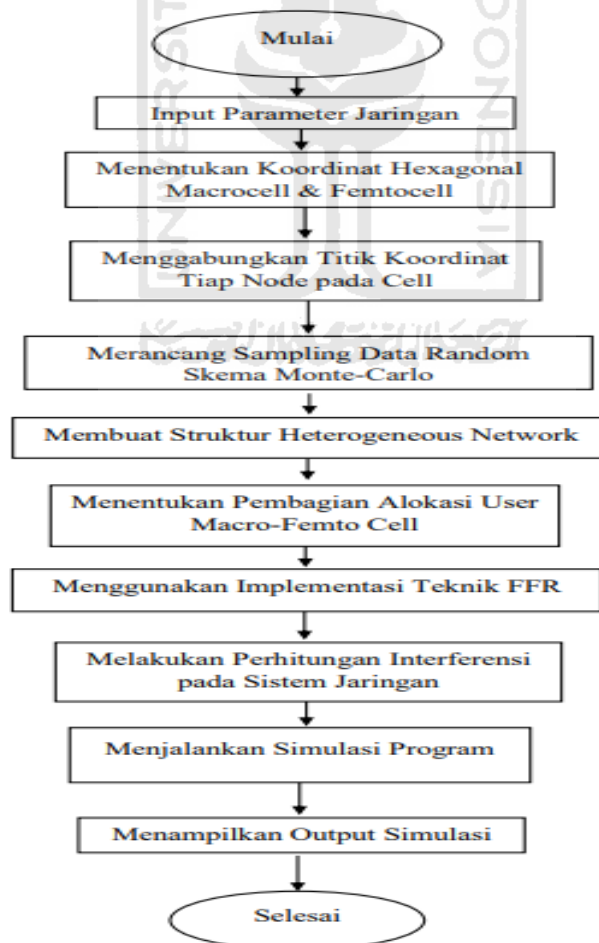 Mulai
Input Parameter Jaringan
Menentukan Koordinat Hexagonal
Macrocell & Femtocell
Menggabungkan Titik Koordinat
Tiap Node pada Cell
Merancang Sampling Data Random
Skema Monte-Carlo
Membuat Struktur Heterogeneous Network
Menentukan Pembagian Alokasi User
Macro-Femto Cell
Menggunakan Implementasi Teknik FFR
Melakukan Perhitungan Interferensi
pada Sistem Jaringan
Menjalankan Simulasi Program
Menampilkan Output Simulasi
Selesai